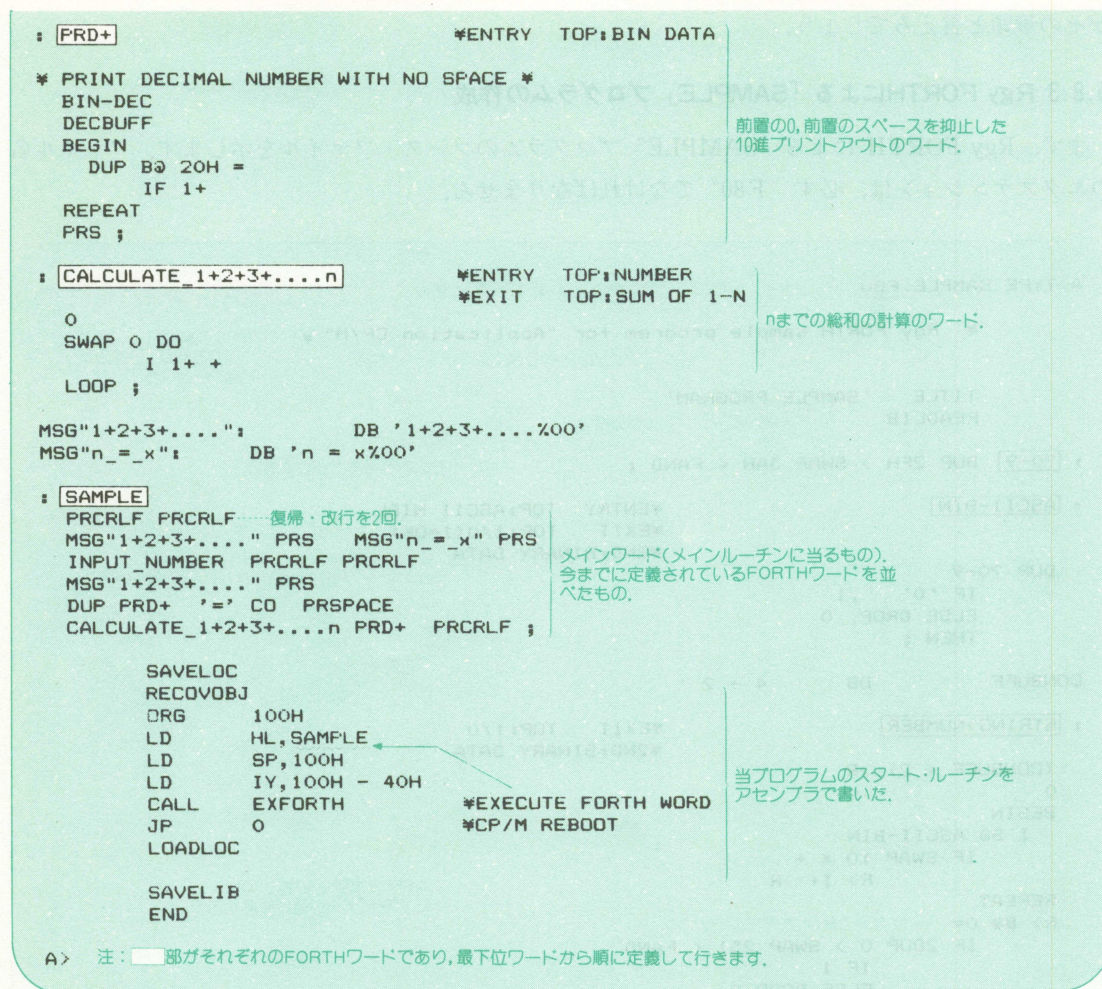 : PRD+ ¥ENTRY TOP:BIN DATA
¥ PRINT DECIMAL NUMBER WITH NO SPACE ¥
BIN-DEC
DECBUFF
BEGIN
DUP B@ 20H =
IF 1+
REPEAT
PRS ;
前置の0,前置のスペースを抑止した
10進プリントアウトのワード.
: CALCULATE_1+2+3+....n ¥ENTRY TOP:NUMBER
¥EXIT TOP:SUM OF 1-N
0
SWAP 0 DO
I 1+ +
LOOP ;
nまでの総和の計算のワード.
MSG"1+2+3+....": DB '1+2+3+....%00'
MSG"n_=_x": DB 'n = x%00'
: SAMPLE
PRCRLF PRCRLF……復帰・改行を2回.
MSG"1+2+3+...." PRS MSG"n_=_x" PRS
INPUT_NUMBER PRCRLF PRCRLF
MSG"1+2+3+...." PRS
DUP PRD+ '=' CO PRSPACE
CALCULATE_1+2+3+....n PRD+ PRCRLF ;
メインワード(メインルーチンに当るもの).
今までに定義されているFORTHワードを並
べたもの.
SAVELOC
RECOVOBJ
ORG 100H
LD HL,SAMPLE
LD SP,100H
LD IY,100H - 40H
CALL EXFORTH ¥EXECUTE FORTH WORD
JP 0 ¥CP/M REBOOT
LOADLOC
当プログラムのスタート・ルーチンを
アセンブラで書いた.
SAVELIB
END
A> 注: 部がそれぞれのFORTHワードであり,最下位ワードから順に定義して行きます.